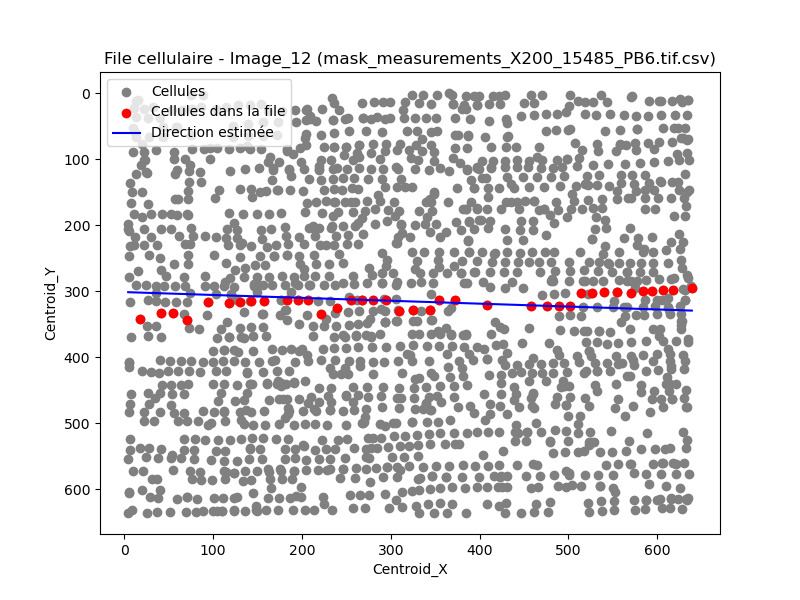 File cellulaire - Image_12 (mask_measurements_X200_15485_PB6.tif.csv)
Cellules
Cellules dans la file
Direction estimée
0
100
200
300
400
500
600
Centroid_Y
0 100 200 300 400 500 600
Centroid_X